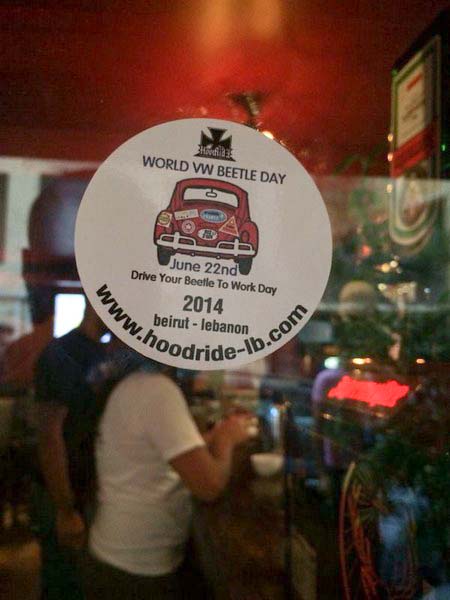 HoodRide
WORLD VW BEETLE DAY
June 22nd
Drive Your Beetle To Work Day
2014
beirut - lebanon
www.hoodride-lb.com